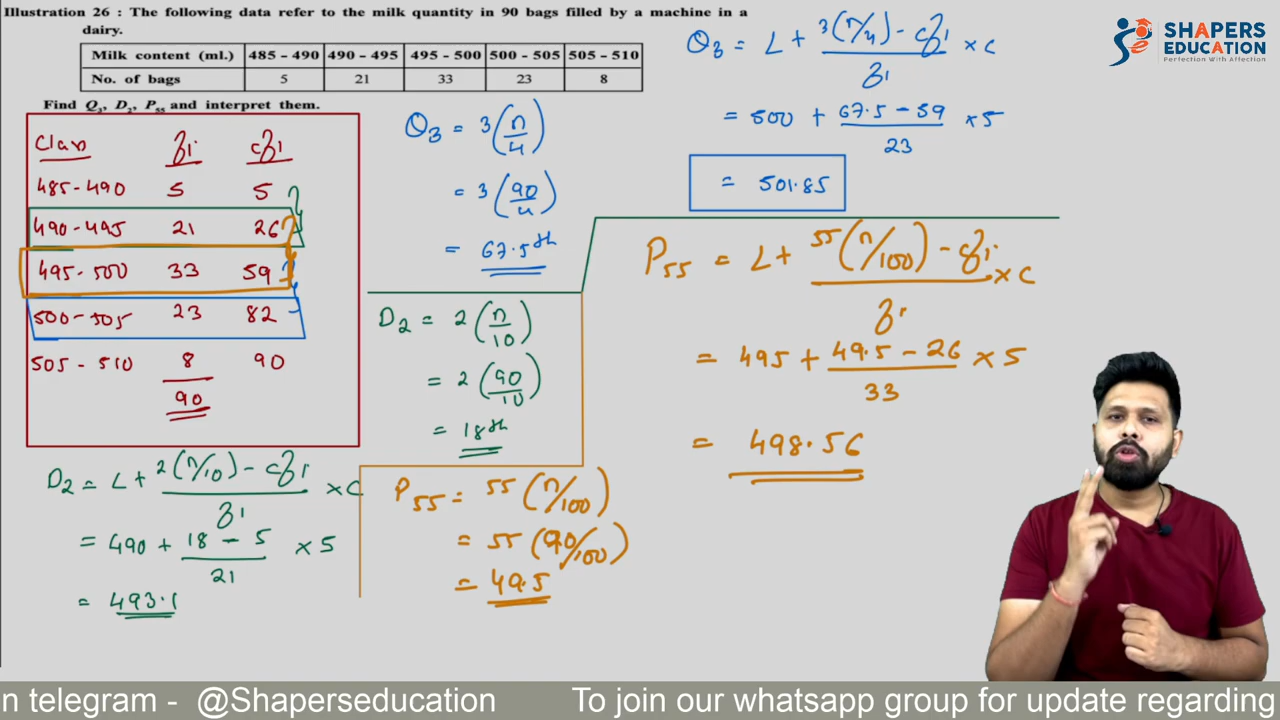 Illustration 26 : The following data refer to the milk quantity in 90 bags filled by a machine in a
dairy.
Milk content (ml.) 485 – 490 490 – 495 495 – 500 500 – 505 505 – 510
No. of bags 5 21 33 23 8
Find Q₃, D₂, P₅₅ and interpret them.
SHAPERS
EDUCATION
Perfection With Affection
Class fi cfi
485-490 5 5
490-495 21 26
495-500 33 59
500-505 23 82
505-510 8 90
90
Q3 = 3(n/4)
= 3(90/4)
= 67.5th
Q3 = L + 3(n/4) - cfi × c
fi
= 500 + 67.5 - 59 × 5
23
= 501.85
D2 = 2(n/10)
= 2(90/10)
= 18th
D2 = L + 2(n/10) - cfi × C
fi
= 490 + 18 - 5 × 5
21
= 493.1
P55 = 55(n/100)
= 55(90/100)
= 49.5
P55 = L + 55(n/100) - cfi × C
fi
= 495 + 49.5 - 26 × 5
33
= 498.56
n telegram - @Shaperseducation To join our whatsapp group for update regarding